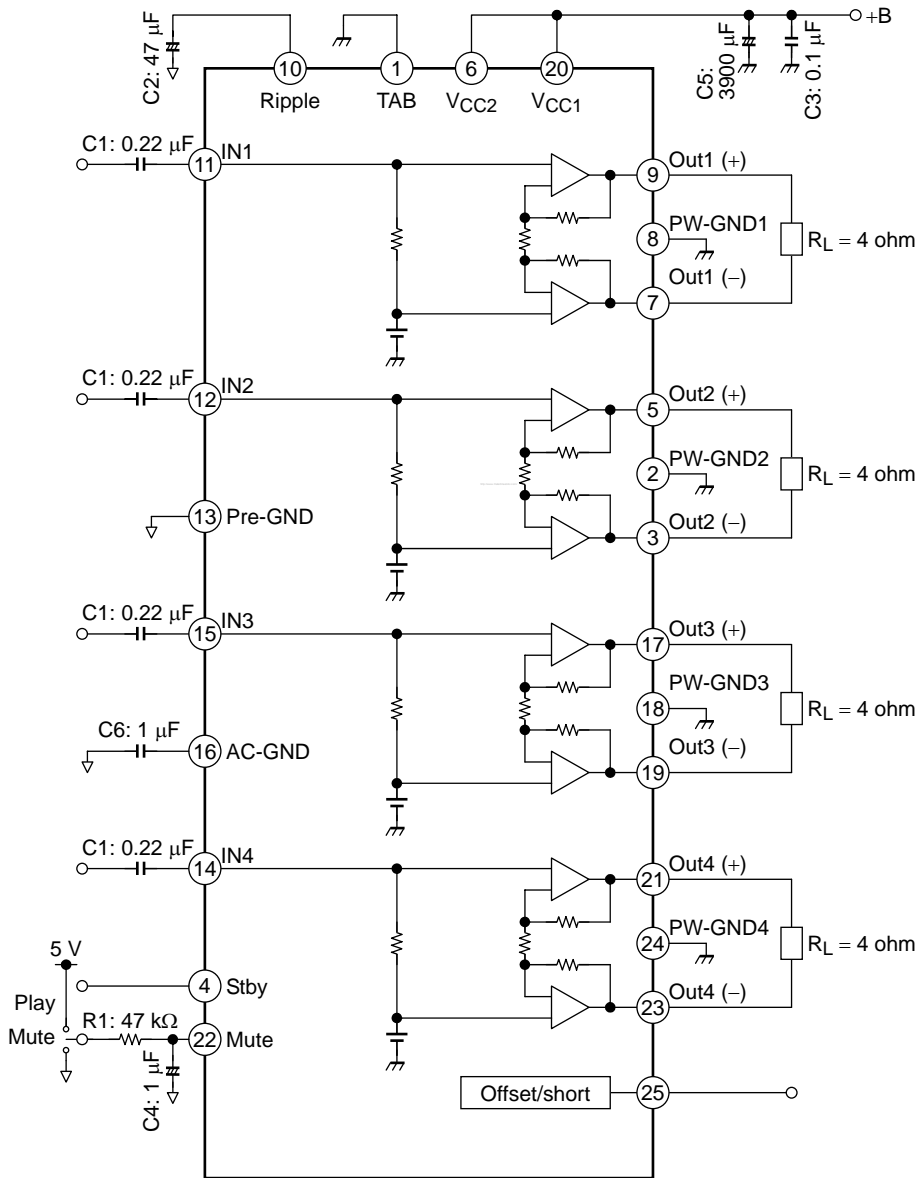 C2: 47 μF
+B
C5: 3900 μF
C3: 0.1 μF
10
1
6
20
Ripple
TAB
VCC2
VCC1
C1: 0.22 μF
11
IN1
9
Out1 (+)
8
PW-GND1
RL = 4 ohm
7
Out1 (−)
C1: 0.22 μF
12
IN2
5
Out2 (+)
2
PW-GND2
RL = 4 ohm
13
Pre-GND
3
Out2 (−)
C1: 0.22 μF
15
IN3
17
Out3 (+)
18
PW-GND3
RL = 4 ohm
C6: 1 μF
16
AC-GND
19
Out3 (−)
C1: 0.22 μF
14
IN4
21
Out4 (+)
24
PW-GND4
RL = 4 ohm
5 V
4
Stby
23
Out4 (−)
Play
Mute
R1: 47 kΩ
22
Mute
C4: 1 μF
Offset/short
25